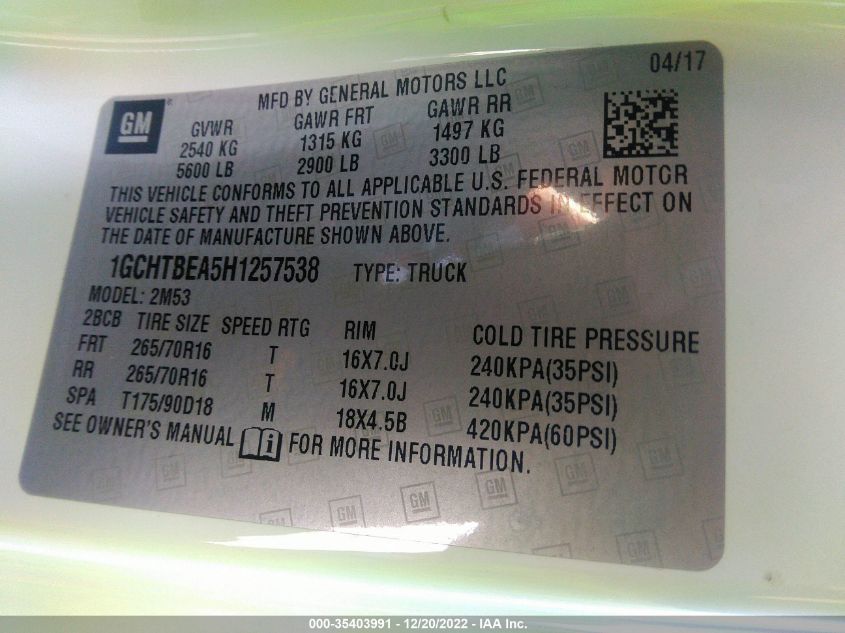 04/17
MFD BY GENERAL MOTORS LLC
GM
GVWR GAWR FRT GAWR RR
2540 KG 1315 KG 1497 KG
5600 LB 2900 LB 3300 LB
THIS VEHICLE CONFORMS TO ALL APPLICABLE U.S. FEDERAL MOTOR
VEHICLE SAFETY AND THEFT PREVENTION STANDARDS IN EFFECT ON
THE DATE OF MANUFACTURE SHOWN ABOVE.
1GCHTBEA5H1257538 TYPE: TRUCK
MODEL: 2M53
2BCB TIRE SIZE SPEED RTG RIM COLD TIRE PRESSURE
FRT 265/70R16 T 16X7.0J 240KPA(35PSI)
RR 265/70R16 T 16X7.0J 240KPA(35PSI)
SPA T175/90D18 M 18X4.5B 420KPA(60PSI)
SEE OWNER'S MANUAL i FOR MORE INFORMATION.
000-35403991 - 12/20/2022 - IAA Inc.